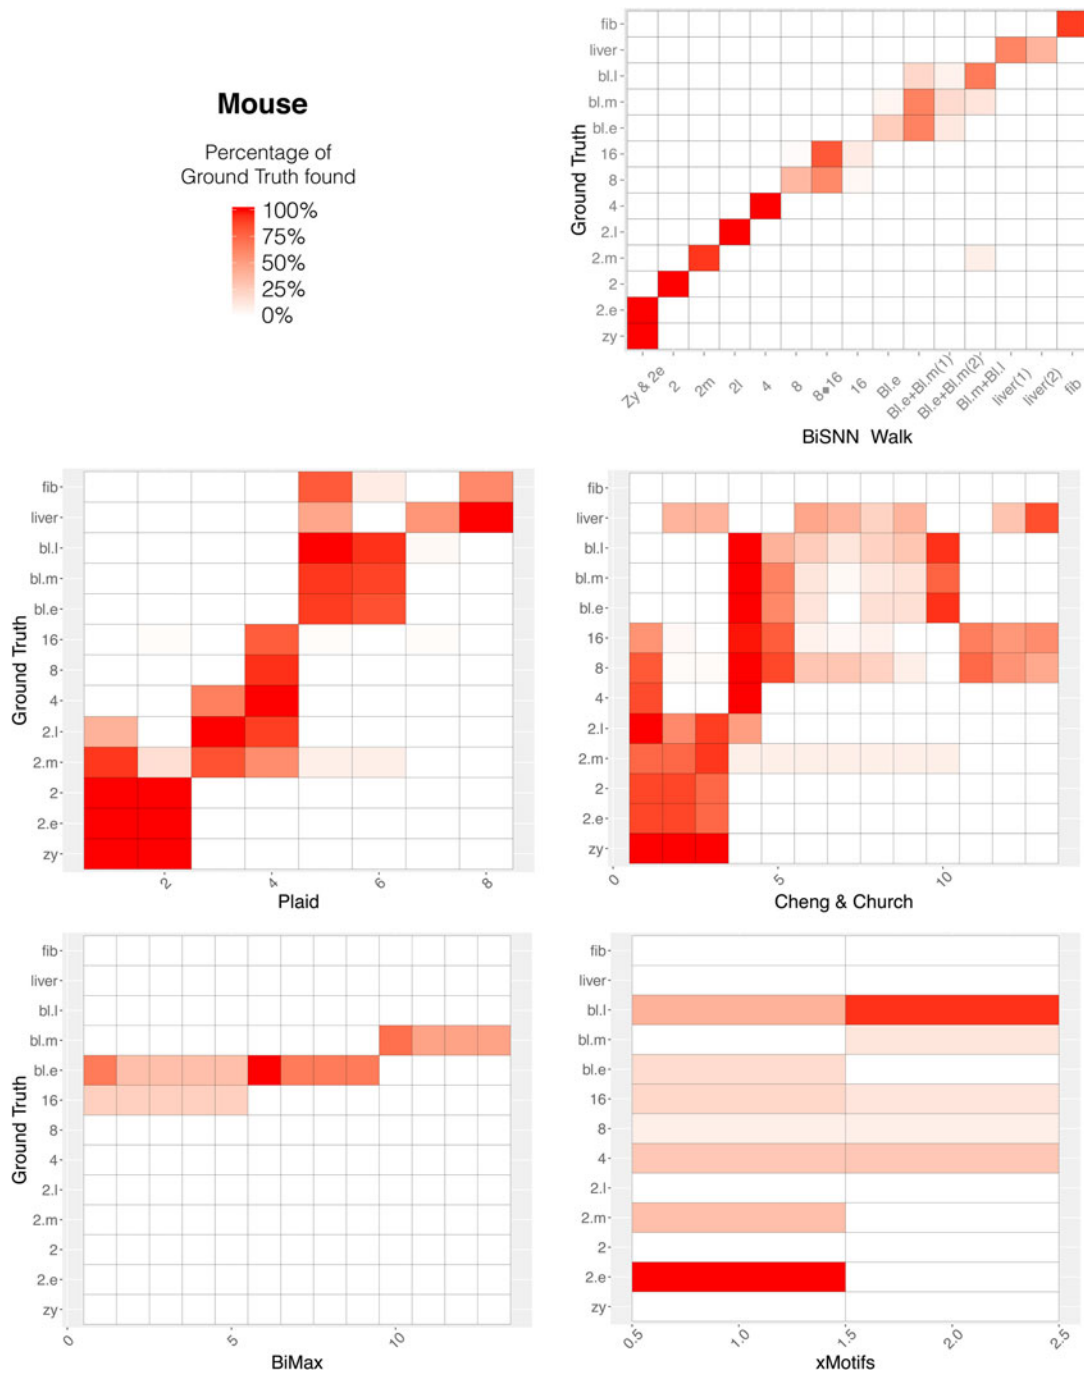 Mouse
Percentage of
Ground Truth found
100%
75%
50%
25%
0%
Ground Truth
fib
liver
bl.l
bl.m
bl.e
16
8
4
2.l
2.m
2
2.e
zy
Zy & 2e
2
2m
2l
4
8
8●16
16
Bl.e
Bl.e+Bl.m(1)
Bl.e+Bl.m(2)
Bl.m+Bl.l
liver(1)
liver(2)
fib
BiSNN Walk
Ground Truth
fib
liver
bl.l
bl.m
bl.e
16
8
4
2.l
2.m
2
2.e
zy
2
4
6
8
Plaid
fib
liver
bl.l
bl.m
bl.e
16
8
4
2.l
2.m
2
2.e
zy
0
5
10
Cheng & Church
Ground Truth
fib
liver
bl.l
bl.m
bl.e
16
8
4
2.l
2.m
2
2.e
zy
0
5
10
BiMax
fib
liver
bl.l
bl.m
bl.e
16
8
4
2.l
2.m
2
2.e
zy
0.5
1.0
1.5
2.0
2.5
xMotifs